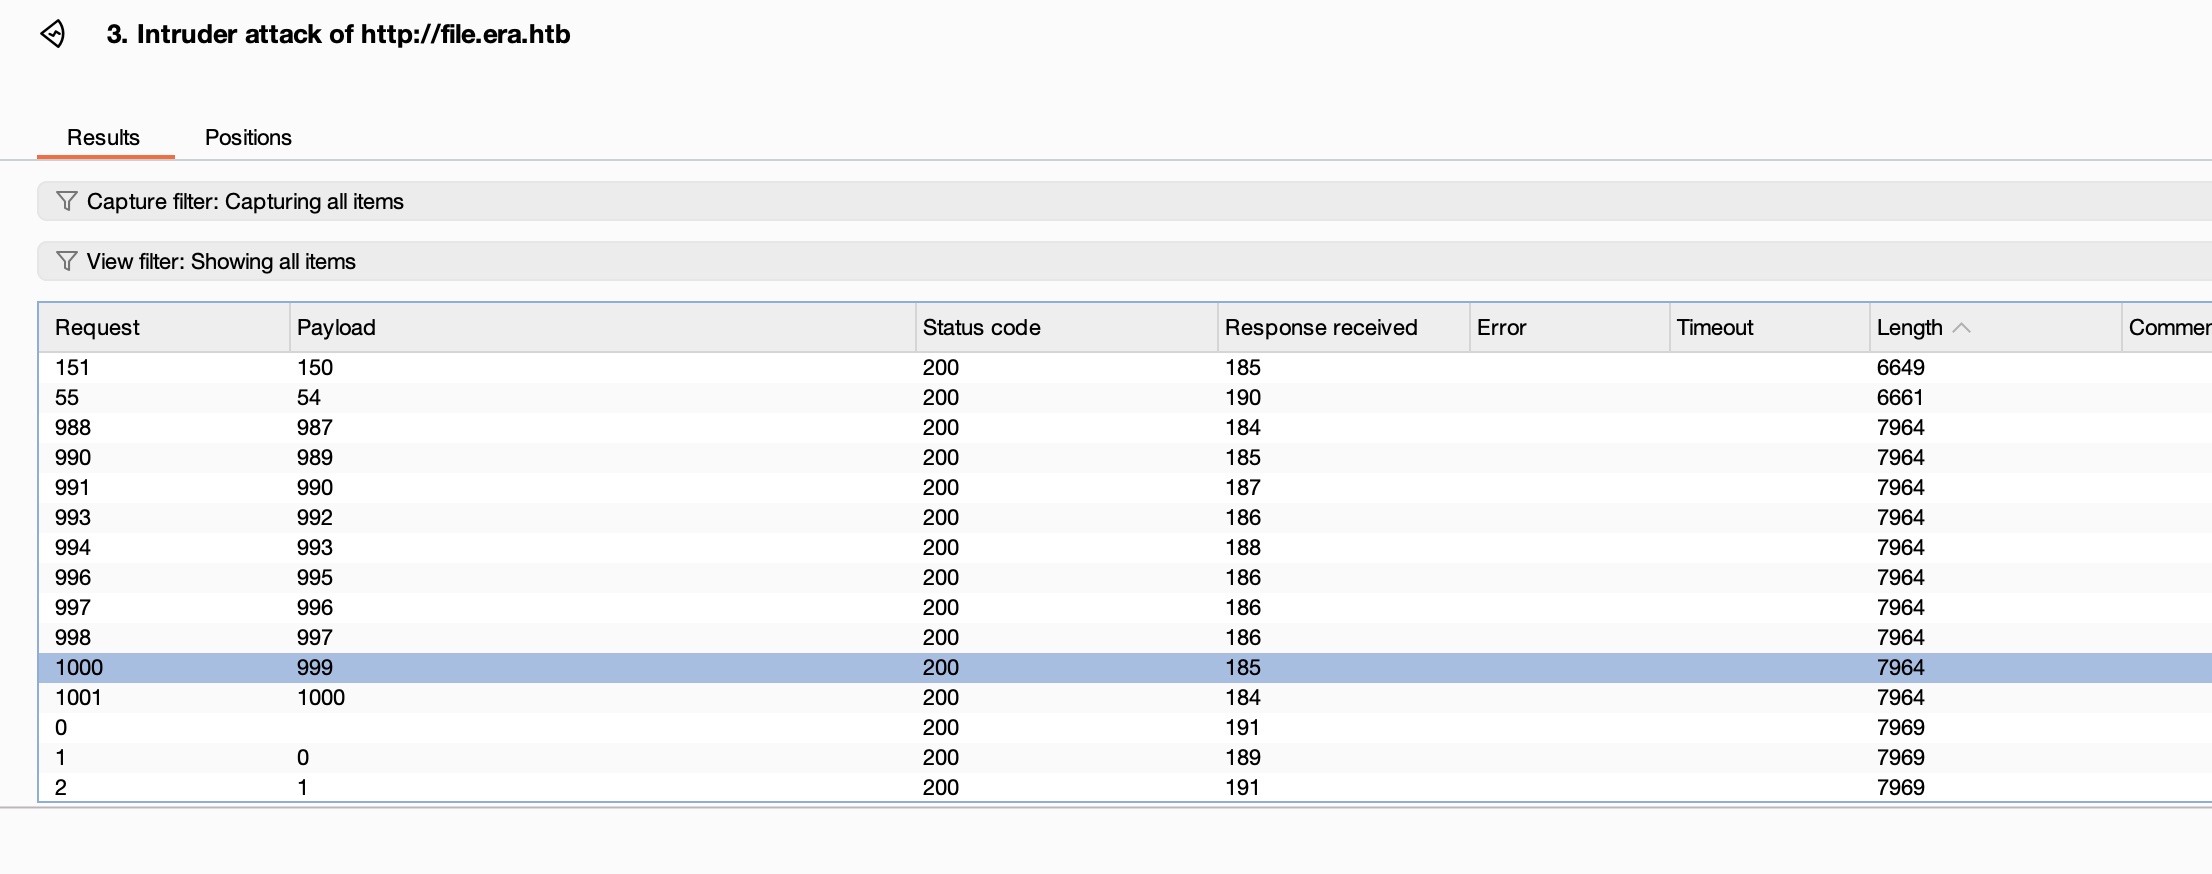 3. Intruder attack of http://file.era.htb
Results Positions
Capture filter: Capturing all items
View filter: Showing all items
Request Payload Status code Response received Error Timeout Length Commen
151 150 200 185 6649
55 54 200 190 6661
988 987 200 184 7964
990 989 200 185 7964
991 990 200 187 7964
993 992 200 186 7964
994 993 200 188 7964
996 995 200 186 7964
997 996 200 186 7964
998 997 200 186 7964
1000 999 200 185 7964
1001 1000 200 184 7964
0 200 191 7969
1 0 200 189 7969
2 1 200 191 7969